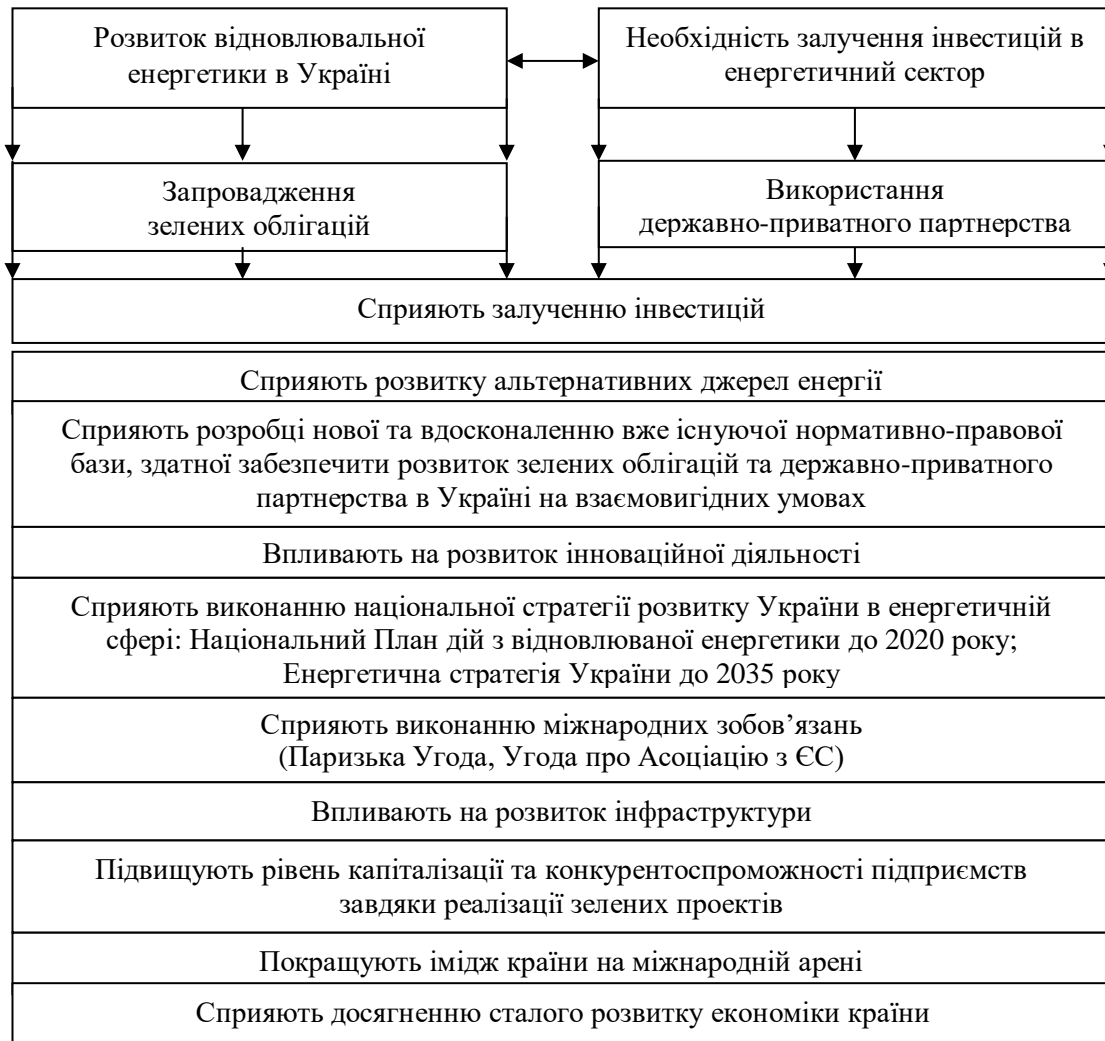 Розвиток відновлювальної
енергетики в Україні
Необхідність залучення інвестицій в
енергетичний сектор
Запровадження
зелених облігацій
Використання
державно-приватного партнерства
Сприяють залученню інвестицій
Сприяють розвитку альтернативних джерел енергії
Сприяють розробці нової та вдосконаленню вже існуючої нормативно-правової
бази, здатної забезпечити розвиток зелених облігацій та державно-приватного
партнерства в Україні на взаємовигідних умовах
Впливають на розвиток інноваційної діяльності
Сприяють виконанню національної стратегії розвитку України в енергетичній
сфері: Національний План дій з відновлюваної енергетики до 2020 року;
Енергетична стратегія України до 2035 року
Сприяють виконанню міжнародних зобов’язань
(Паризька Угода, Угода про Асоціацію з ЄС)
Впливають на розвиток інфраструктури
Підвищують рівень капіталізації та конкурентоспроможності підприємств
завдяки реалізації зелених проектів
Покращують імідж країни на міжнародній арені
Сприяють досягненню сталого розвитку економіки країни